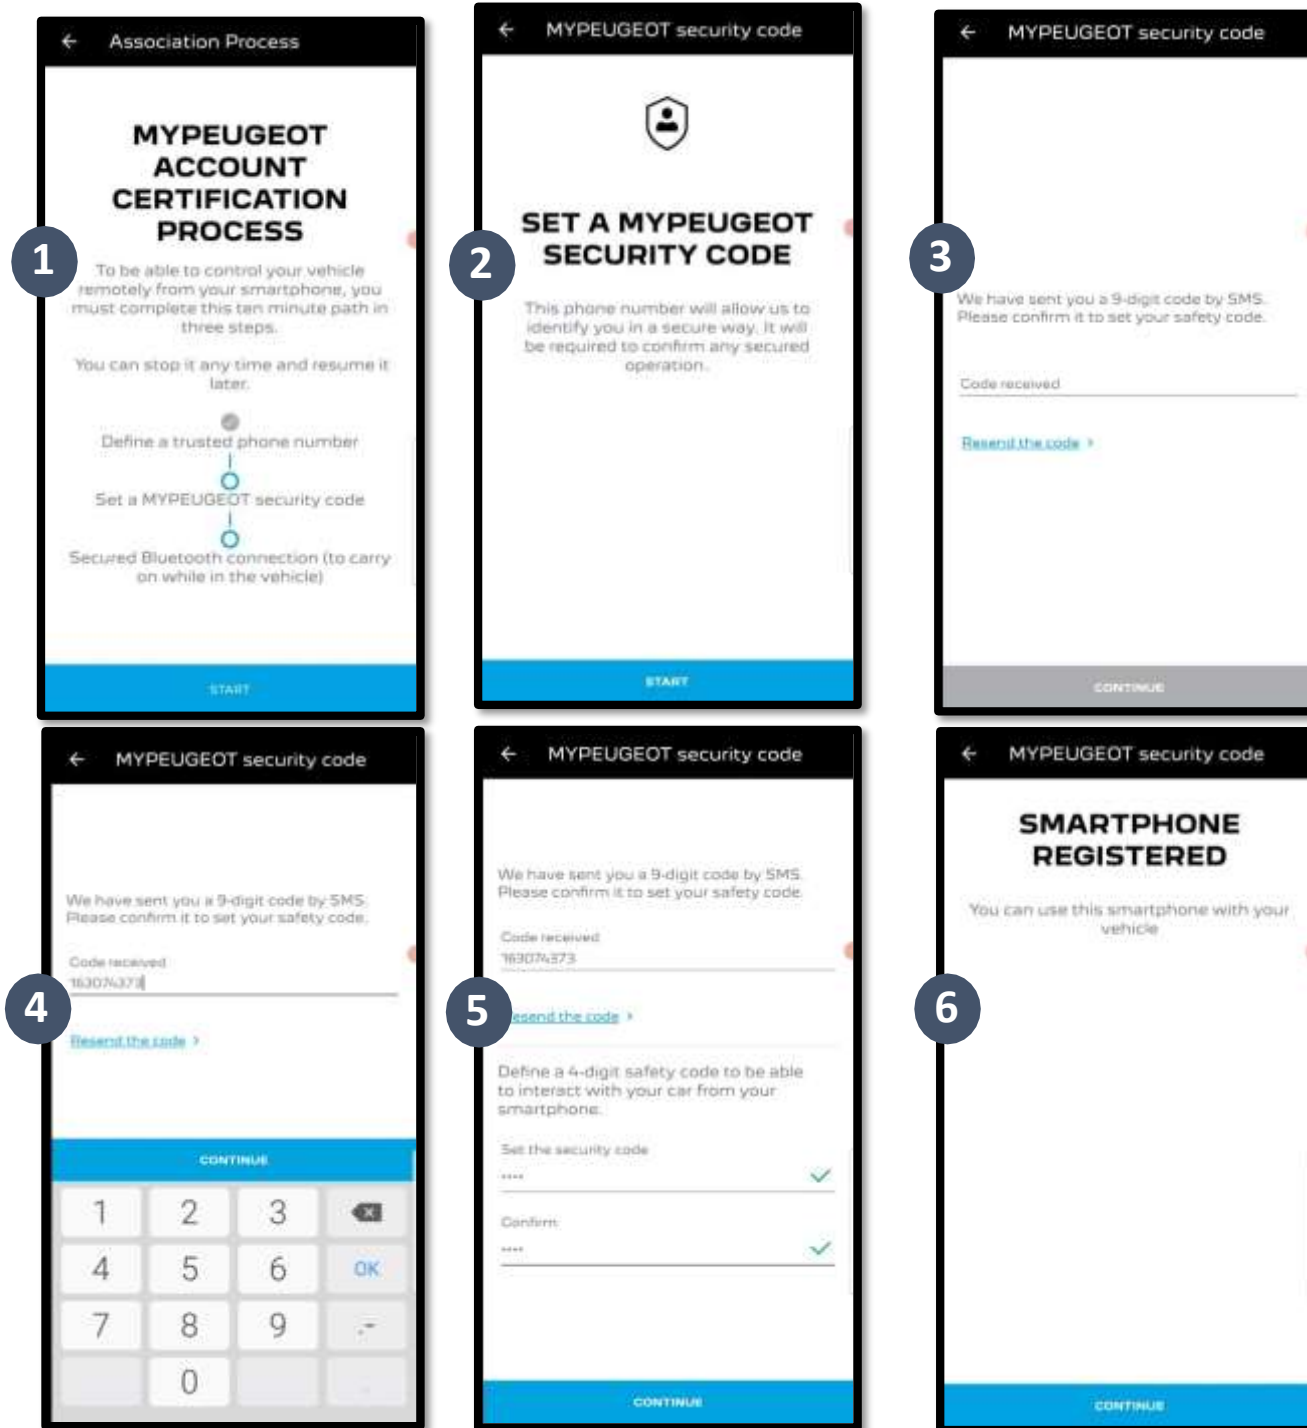 ← Association Process
MYPEUGEOT
ACCOUNT
CERTIFICATION
PROCESS
1
To be able to control your vehicle
remotely from your smartphone, you
must complete this ten minute path in
three steps.
You can stop it any time and resume it
later.
Define a trusted phone number
Set a MYPEUGEOT security code
Secured Bluetooth connection (to carry
on while in the vehicle)
START
← MYPEUGEOT security code
SET A MYPEUGEOT
SECURITY CODE
2
This phone number will allow us to
identify you in a secure way. It will
be required to confirm any secured
operation.
START
← MYPEUGEOT security code
3
We have sent you a 9-digit code by SMS.
Please confirm it to set your safety code.
Code received
Resend the code >
CONTINUE
← MYPEUGEOT security code
We have sent you a 9-digit code by SMS.
Please confirm it to set your safety code.
Code received
163074373
4
Resend the code >
CONTINUE
1 2 3
4 5 6 OK
7 8 9 .-
0
← MYPEUGEOT security code
We have sent you a 9-digit code by SMS.
Please confirm it to set your safety code.
Code received
163074373
5
Resend the code >
Define a 4-digit safety code to be able
to interact with your car from your
smartphone.
Set the security code
••••
Confirm
••••
CONTINUE
← MYPEUGEOT security code
SMARTPHONE
REGISTERED
You can use this smartphone with your
vehicle
6
CONTINUE